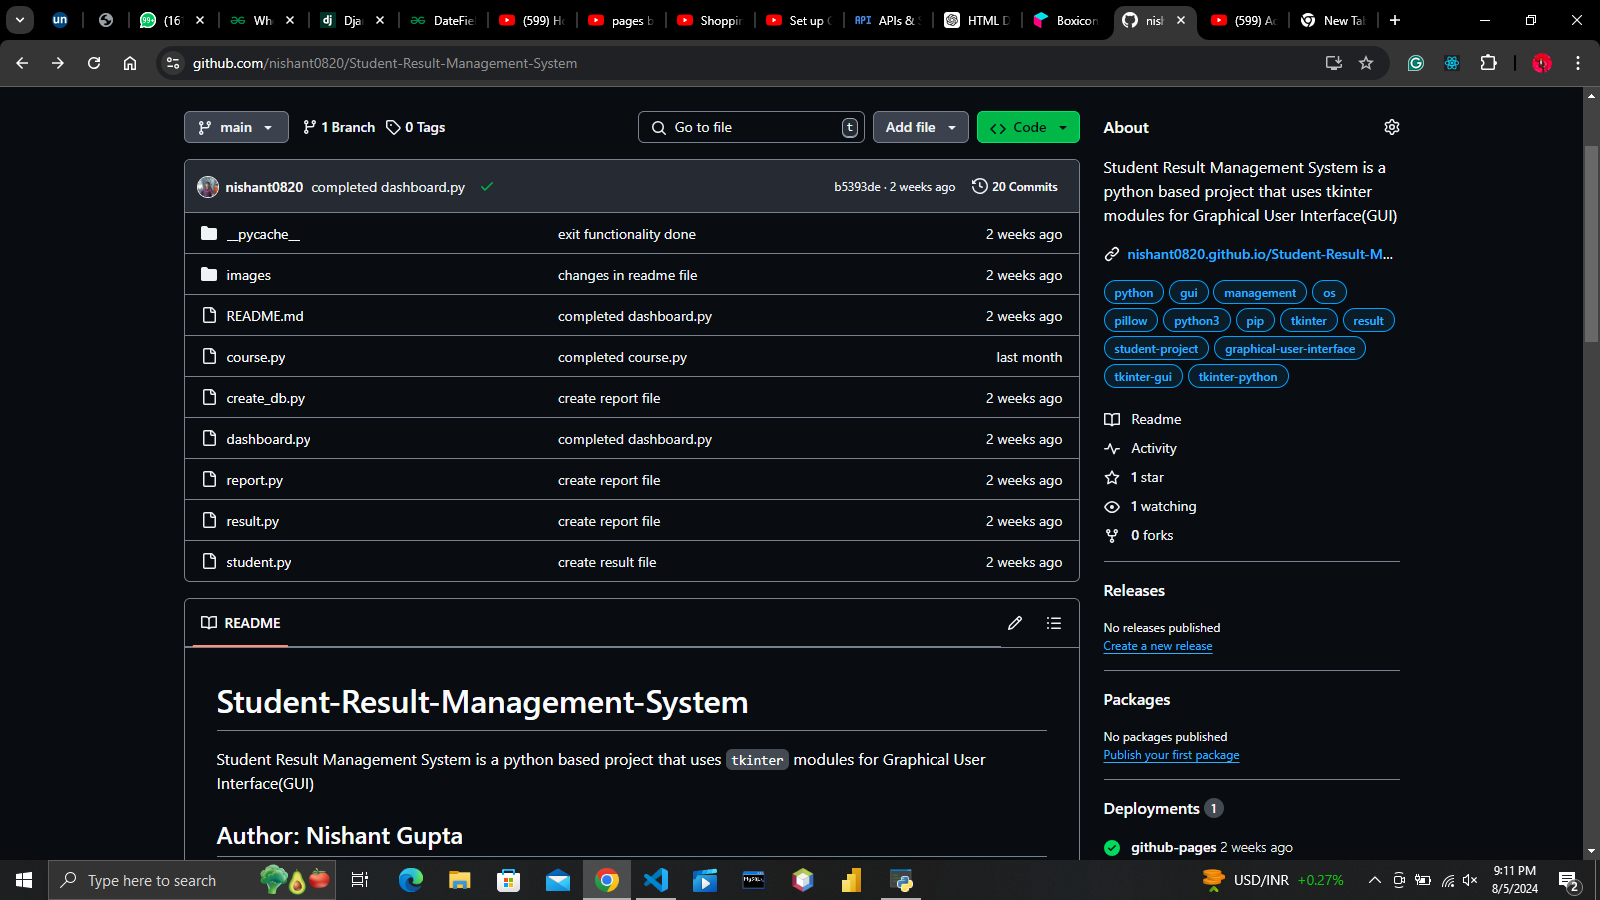 un
(16
Wh
dj
Dja
DateFiel
(599) H
pages b
Shoppin
Set up
API
APIs &
HTML D
Boxicon
nish
(599) A
New Tab
github.com/nishant0820/Student-Result-Management-System
main
1 Branch
0 Tags
Go to file
t
Add file
Code
nishant0820 completed dashboard.py
b5393de · 2 weeks ago
20 Commits
__pycache__ exit functionality done 2 weeks ago
images changes in readme file 2 weeks ago
README.md completed dashboard.py 2 weeks ago
course.py completed course.py last month
create_db.py create report file 2 weeks ago
dashboard.py completed dashboard.py 2 weeks ago
report.py create report file 2 weeks ago
result.py create report file 2 weeks ago
student.py create result file 2 weeks ago
README
Student-Result-Management-System
Student Result Management System is a python based project that uses tkinter modules for Graphical User
Interface(GUI)
Author: Nishant Gupta
About
Student Result Management System is a
python based project that uses tkinter
modules for Graphical User Interface(GUI)
nishant0820.github.io/Student-Result-M...
python gui management os
pillow python3 pip tkinter result
student-project graphical-user-interface
tkinter-gui tkinter-python
Readme
Activity
1 star
1 watching
0 forks
Releases
No releases published
Create a new release
Packages
No packages published
Publish your first package
Deployments 1
github-pages 2 weeks ago
Type here to search
USD/INR +0.27%
9:11 PM
8/5/2024
2